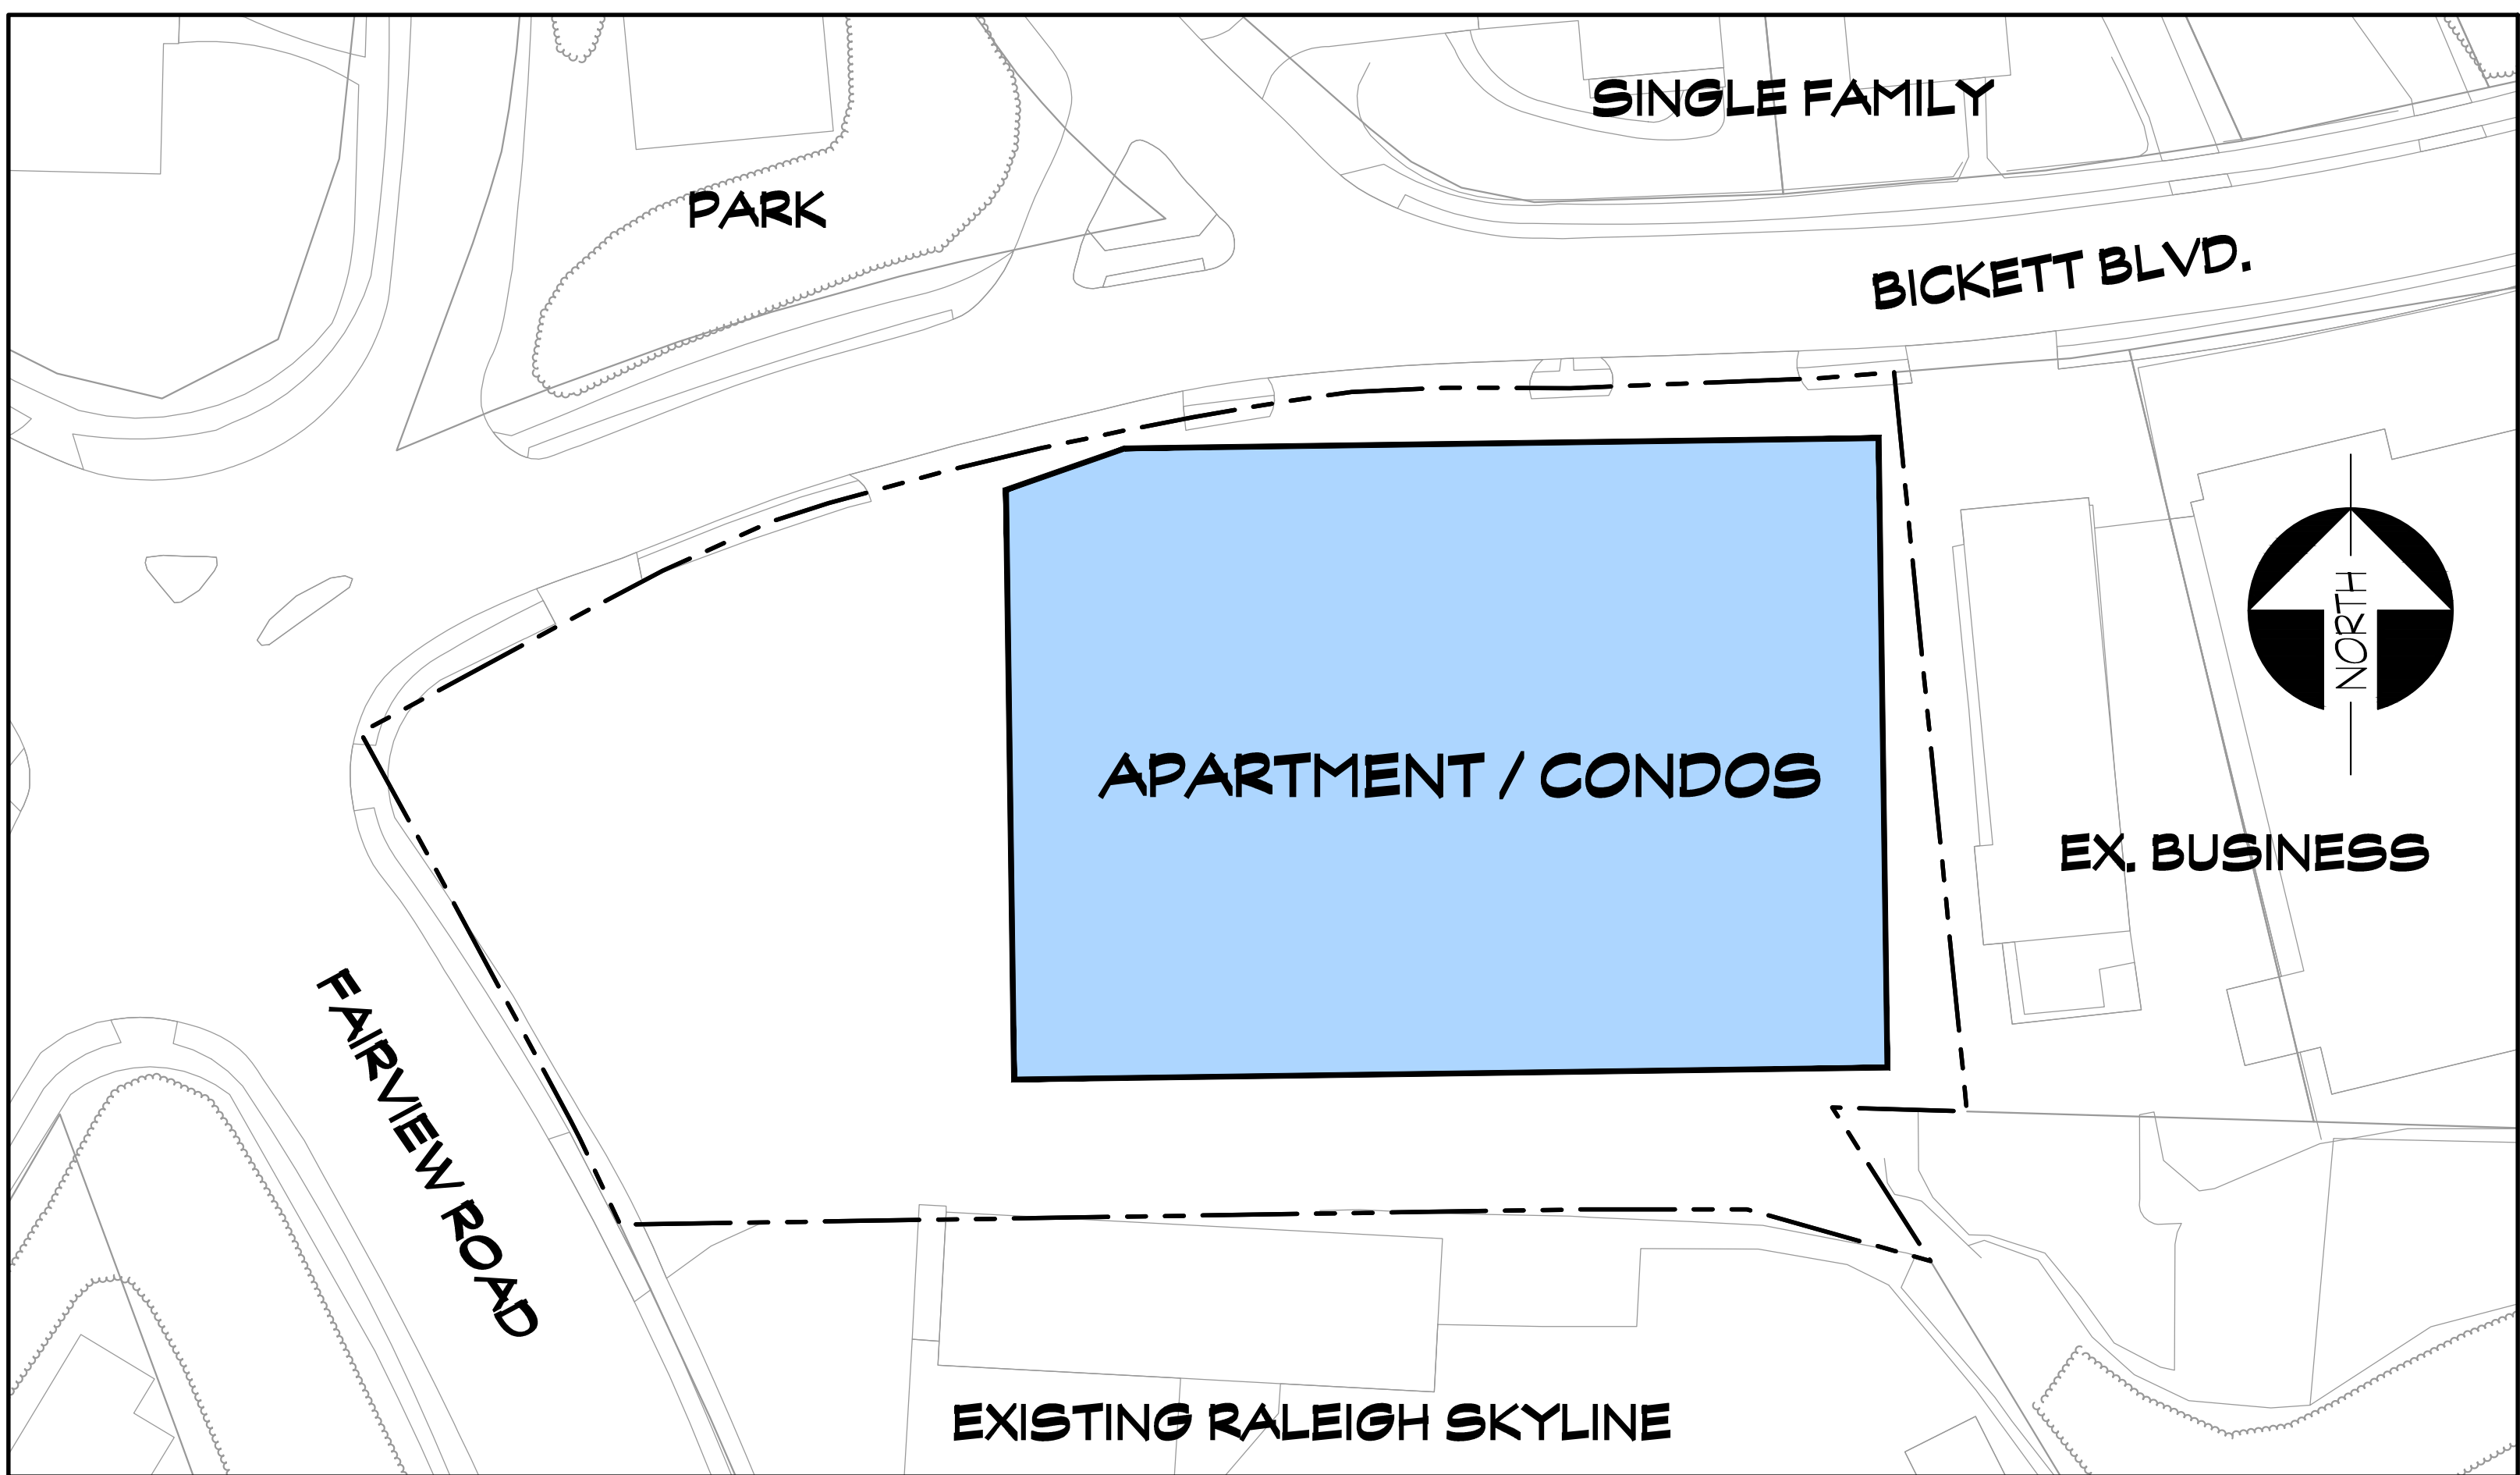 SINGLE FAMILY
PARK
BICKETT BLVD.
NORTH
APARTMENT / CONDOS
EX. BUSINESS
FAIRVIEW ROAD
EXISTING RALEIGH SKYLINE